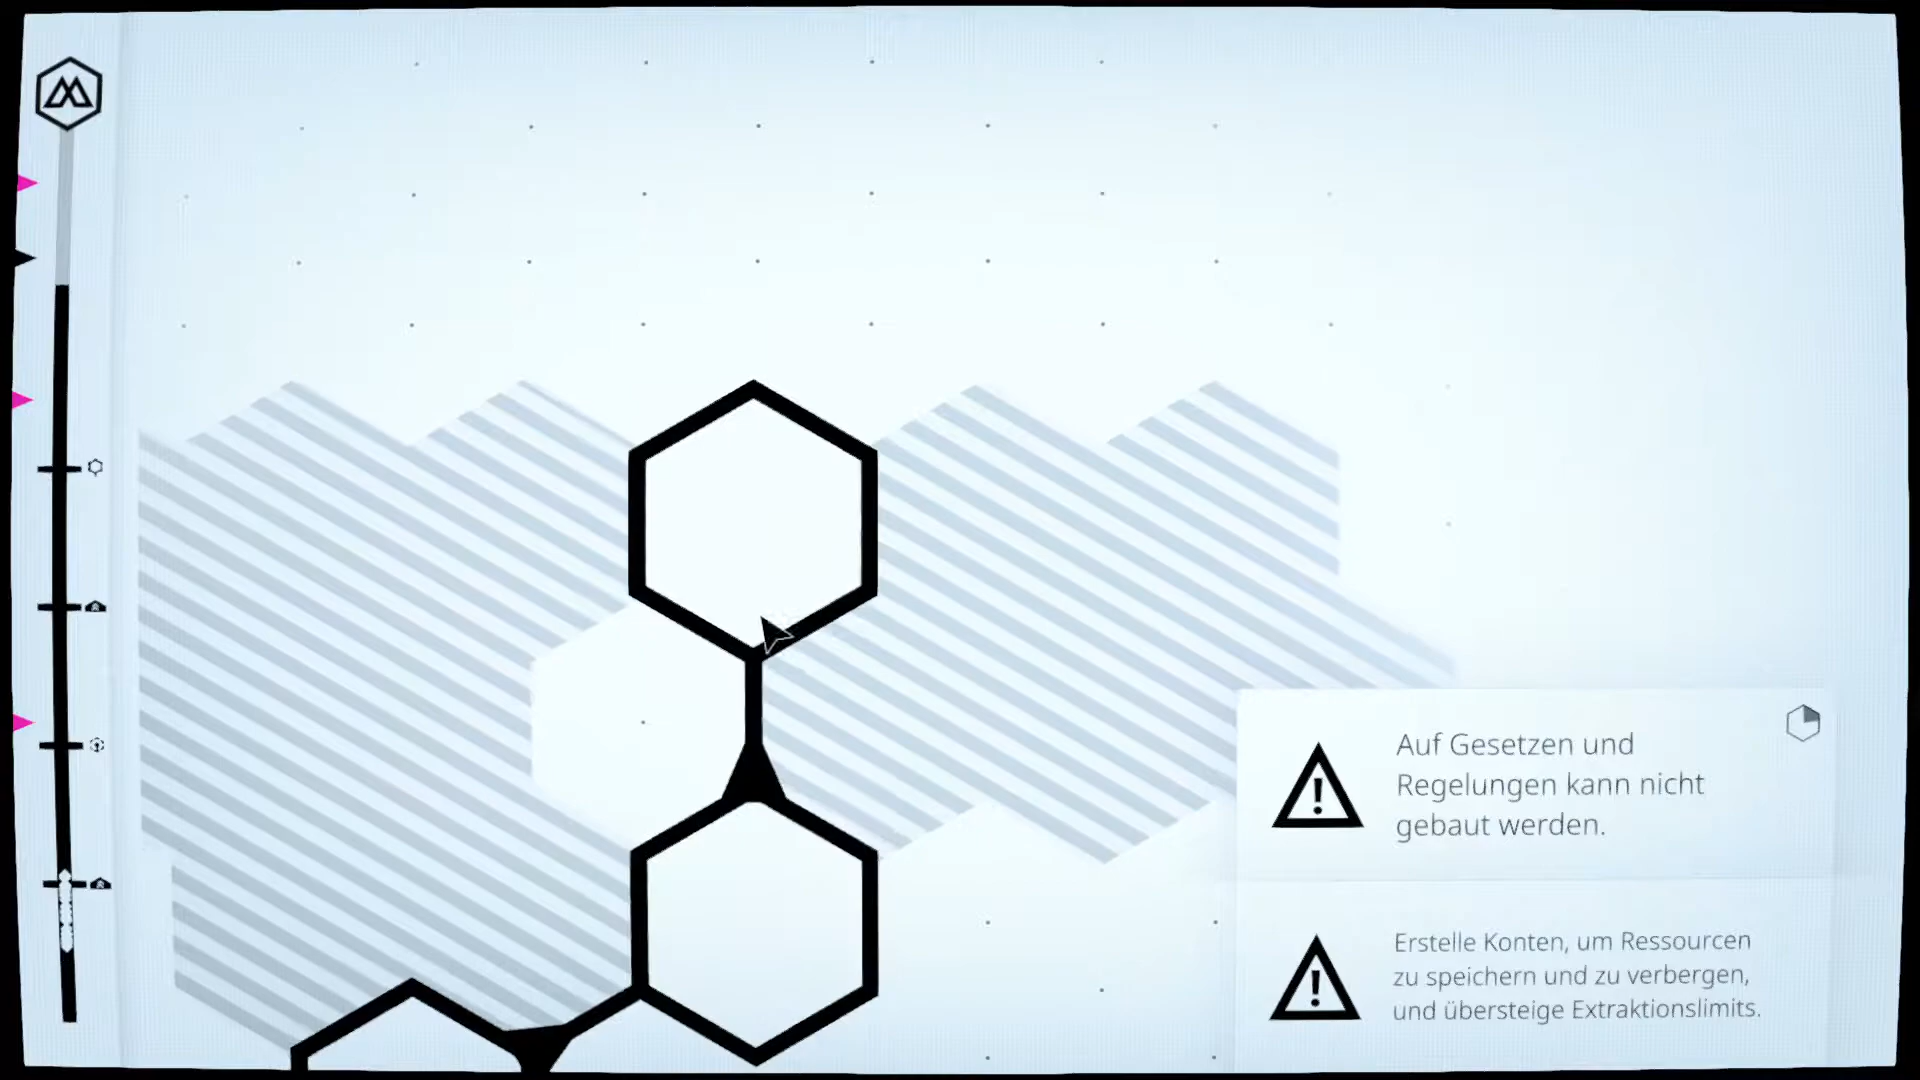 Auf Gesetzen und
Regelungen kann nicht
gebaut werden.
Erstelle Konten, um Ressourcen
zu speichern und zu verbergen,
und übersteige Extraktionslimits.